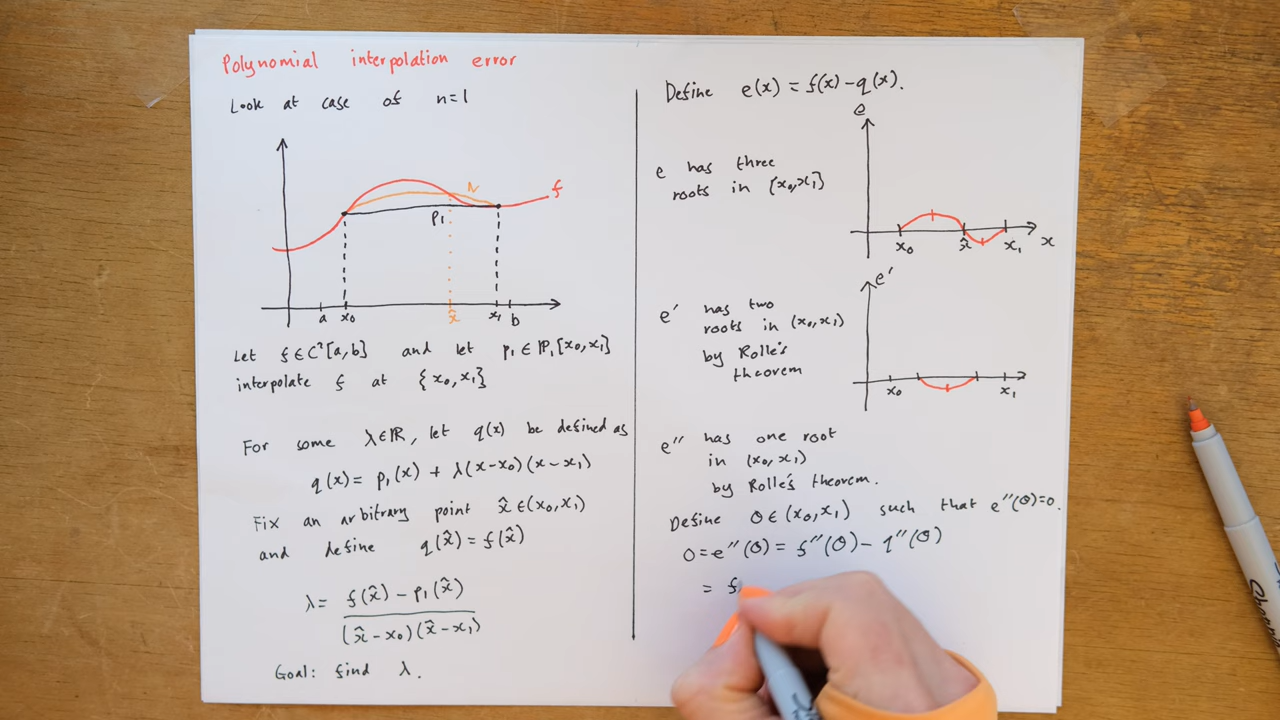 Polynomial interpolation error
Look at case of n=1
f
p₁
a x₀ x̂ x₁ b
Let f∈C²[a,b] and let p₁∈ℙ₁[x₀,x₁]
interpolate f at {x₀,x₁}
For some λ∈ℝ, let q(x) be defined as
q(x) = p₁(x) + λ(x-x₀)(x-x₁)
Fix an arbitrary point x̂∈(x₀,x₁)
and define q(x̂) = f(x̂)
λ = f(x̂) - p₁(x̂)
(x̂-x₀)(x̂-x₁)
Goal: find λ.
Define e(x) = f(x)-q(x).
e
e has three
roots in [x₀,x₁]
x₀ x̂ x₁ x
e′
e′ has two
roots in (x₀,x₁)
by Rolle's
theorem
x₀ x₁
e″ has one root
in (x₀,x₁)
by Rolle's theorem.
Define θ∈(x₀,x₁) such that e″(θ)=0.
0=e″(θ) = f″(θ) - q″(θ)
= f